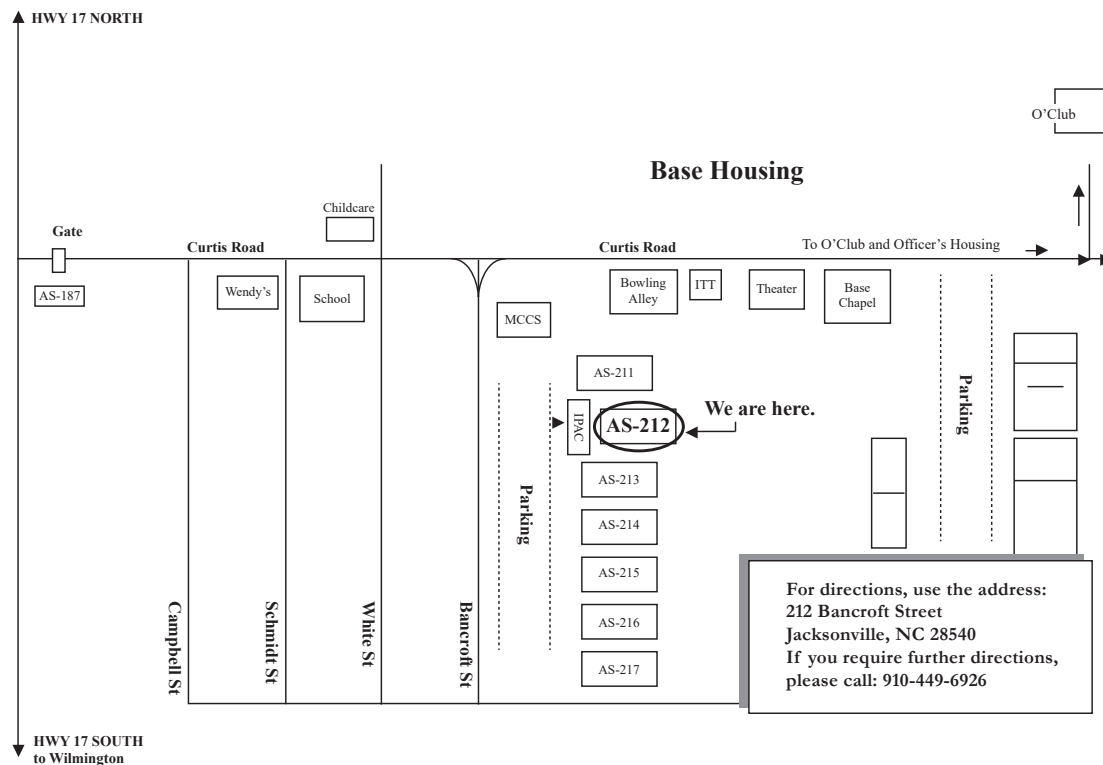 HWY 17 NORTH
O'Club
Base Housing
Childcare
Gate
Curtis Road
Curtis Road
To O'Club and Officer's Housing
AS-187
Wendy's
School
MCCS
Bowling
Alley
ITT
Theater
Base
Chapel
AS-211
We are here.
IPAC
AS-212
Parking
Parking
AS-213
AS-214
AS-215
AS-216
AS-217
Campbell St
Schmidt St
White St
Bancroft St
For directions, use the address:
212 Bancroft Street
Jacksonville, NC 28540
If you require further directions,
please call: 910-449-6926
HWY 17 SOUTH
to Wilmington